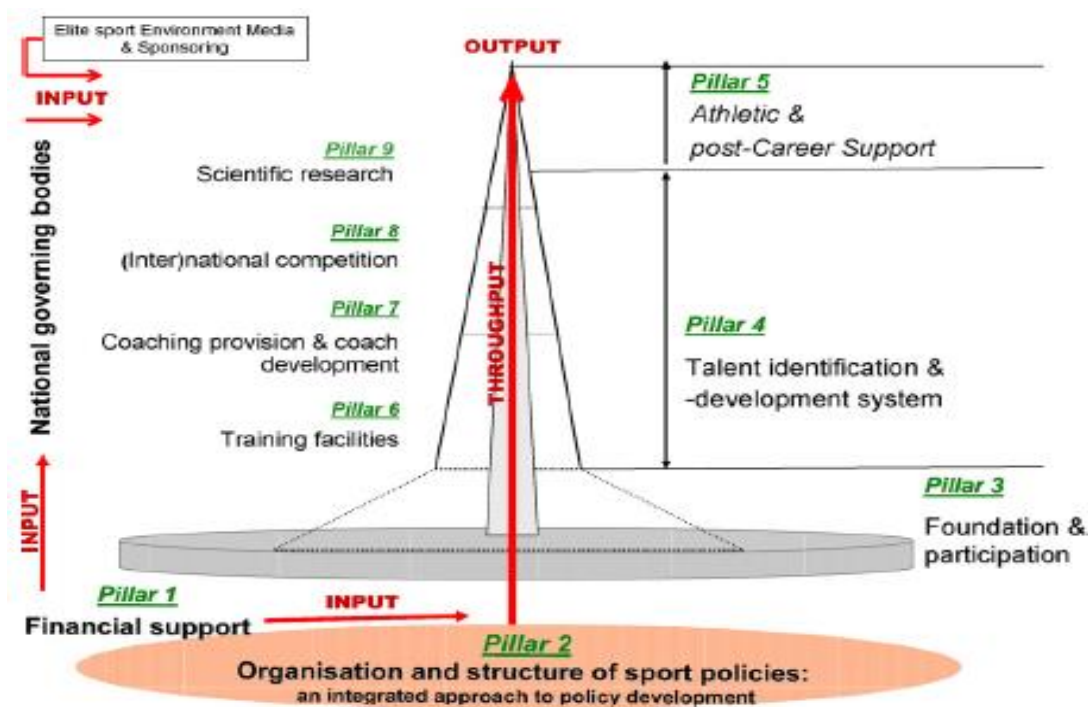 Elite sport Environment Media
& Sponsoring
INPUT
OUTPUT
Pillar 5
Athletic &
post-Career Support
Pillar 9
Scientific research
Pillar 8
(Inter)national competition
Pillar 7
Coaching provision & coach
development
Pillar 6
Training facilities
National governing bodies
THROUGHPUT
Pillar 4
Talent identification &
-development system
Pillar 3
Foundation &
participation
INPUT
Pillar 1
Financial support
INPUT
Pillar 2
Organisation and structure of sport policies:
an integrated approach to policy development